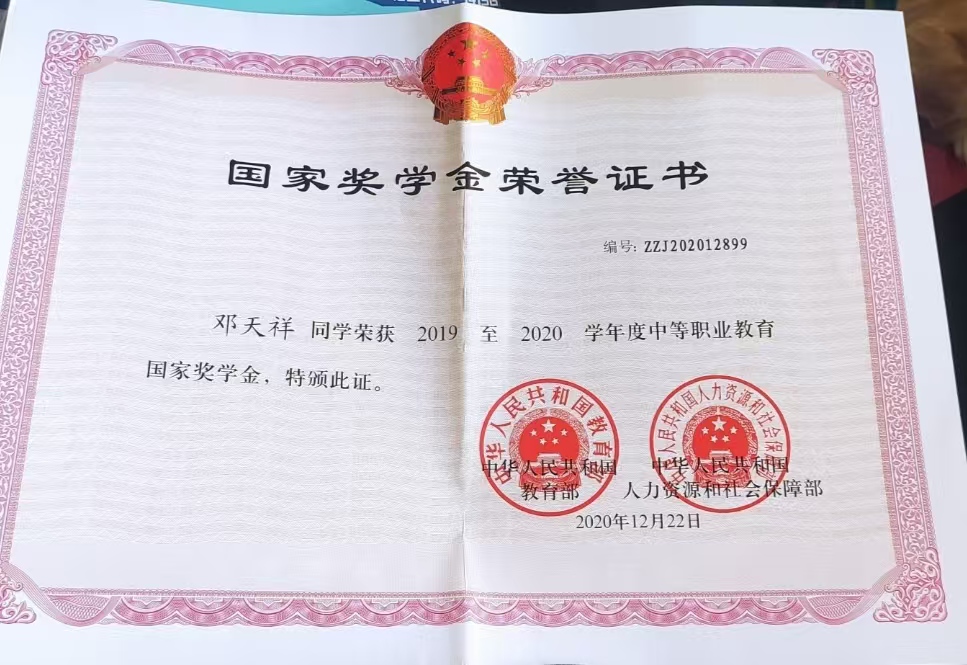 国家奖学金荣誉证书
编号：ZZJ202012899
邓天祥 同学荣获 2019 至 2020 学年度中等职业教育
国家奖学金，特颁此证。
中华人民共和国教育部
中华人民共和国人力资源和社会保障部
中华人民共和国 中华人民共和国
教育部 人力资源和社会保障部
2020年12月22日